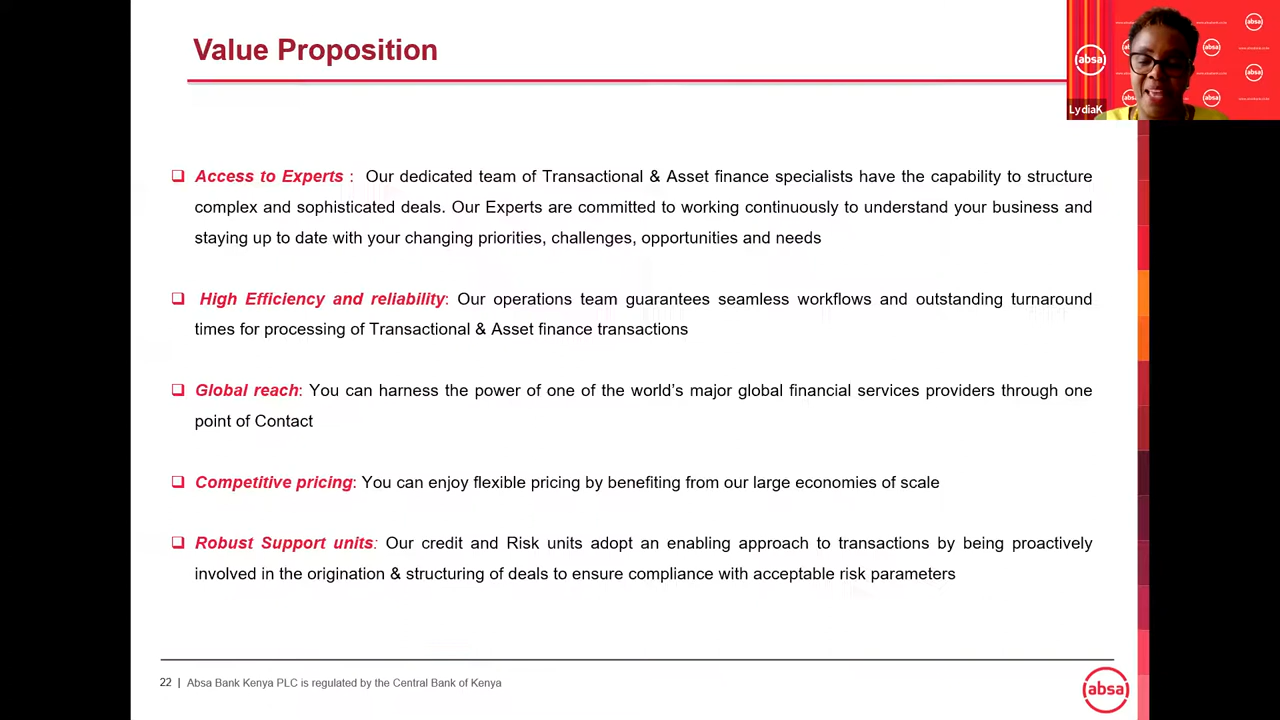 Value Proposition
absa
absa
absa
absa
absa
LydiaK
❑ Access to Experts : Our dedicated team of Transactional & Asset finance specialists have the capability to structure
complex and sophisticated deals. Our Experts are committed to working continuously to understand your business and
staying up to date with your changing priorities, challenges, opportunities and needs
❑ High Efficiency and reliability: Our operations team guarantees seamless workflows and outstanding turnaround
times for processing of Transactional & Asset finance transactions
❑ Global reach: You can harness the power of one of the world's major global financial services providers through one
point of Contact
❑ Competitive pricing: You can enjoy flexible pricing by benefiting from our large economies of scale
❑ Robust Support units: Our credit and Risk units adopt an enabling approach to transactions by being proactively
involved in the origination & structuring of deals to ensure compliance with acceptable risk parameters
22 | Absa Bank Kenya PLC is regulated by the Central Bank of Kenya
absa